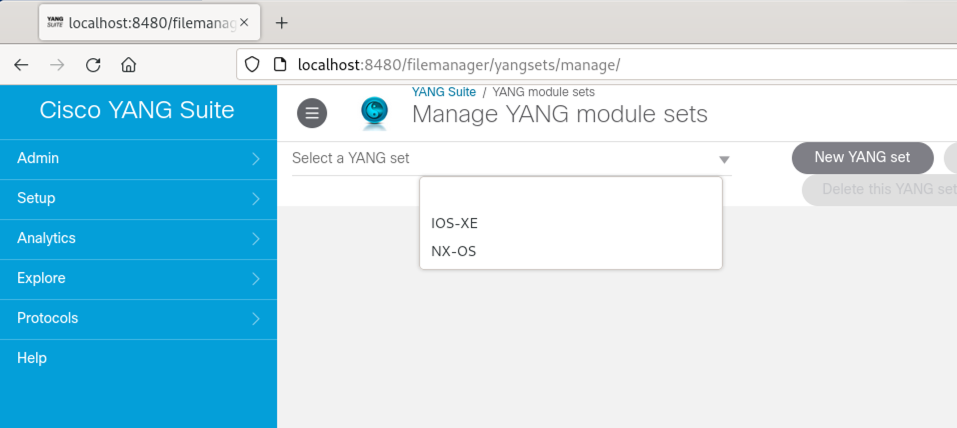 YANG
SUITE
localhost:8480/filemanag
localhost:8480/filemanager/yangsets/manage/
Cisco YANG Suite
Admin
Setup
Analytics
Explore
Protocols
Help
YANG Suite / YANG module sets
Manage YANG module sets
Select a YANG set
New YANG set
Delete this YANG set
IOS-XE
NX-OS